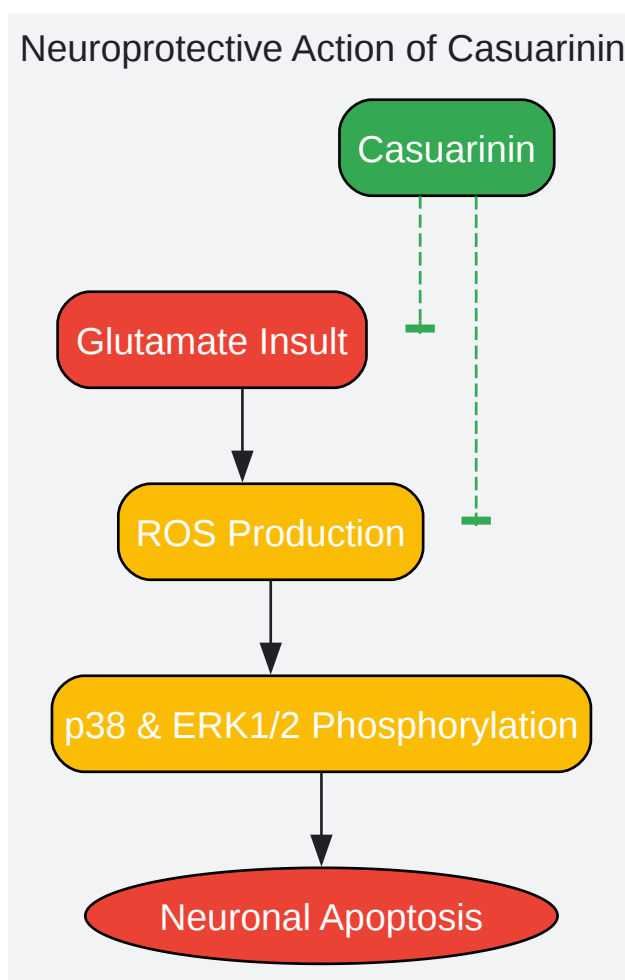 Neuroprotective Action of Casuarinin
Casuarinin
Glutamate Insult
ROS Production
p38 & ERK1/2 Phosphorylation
Neuronal Apoptosis